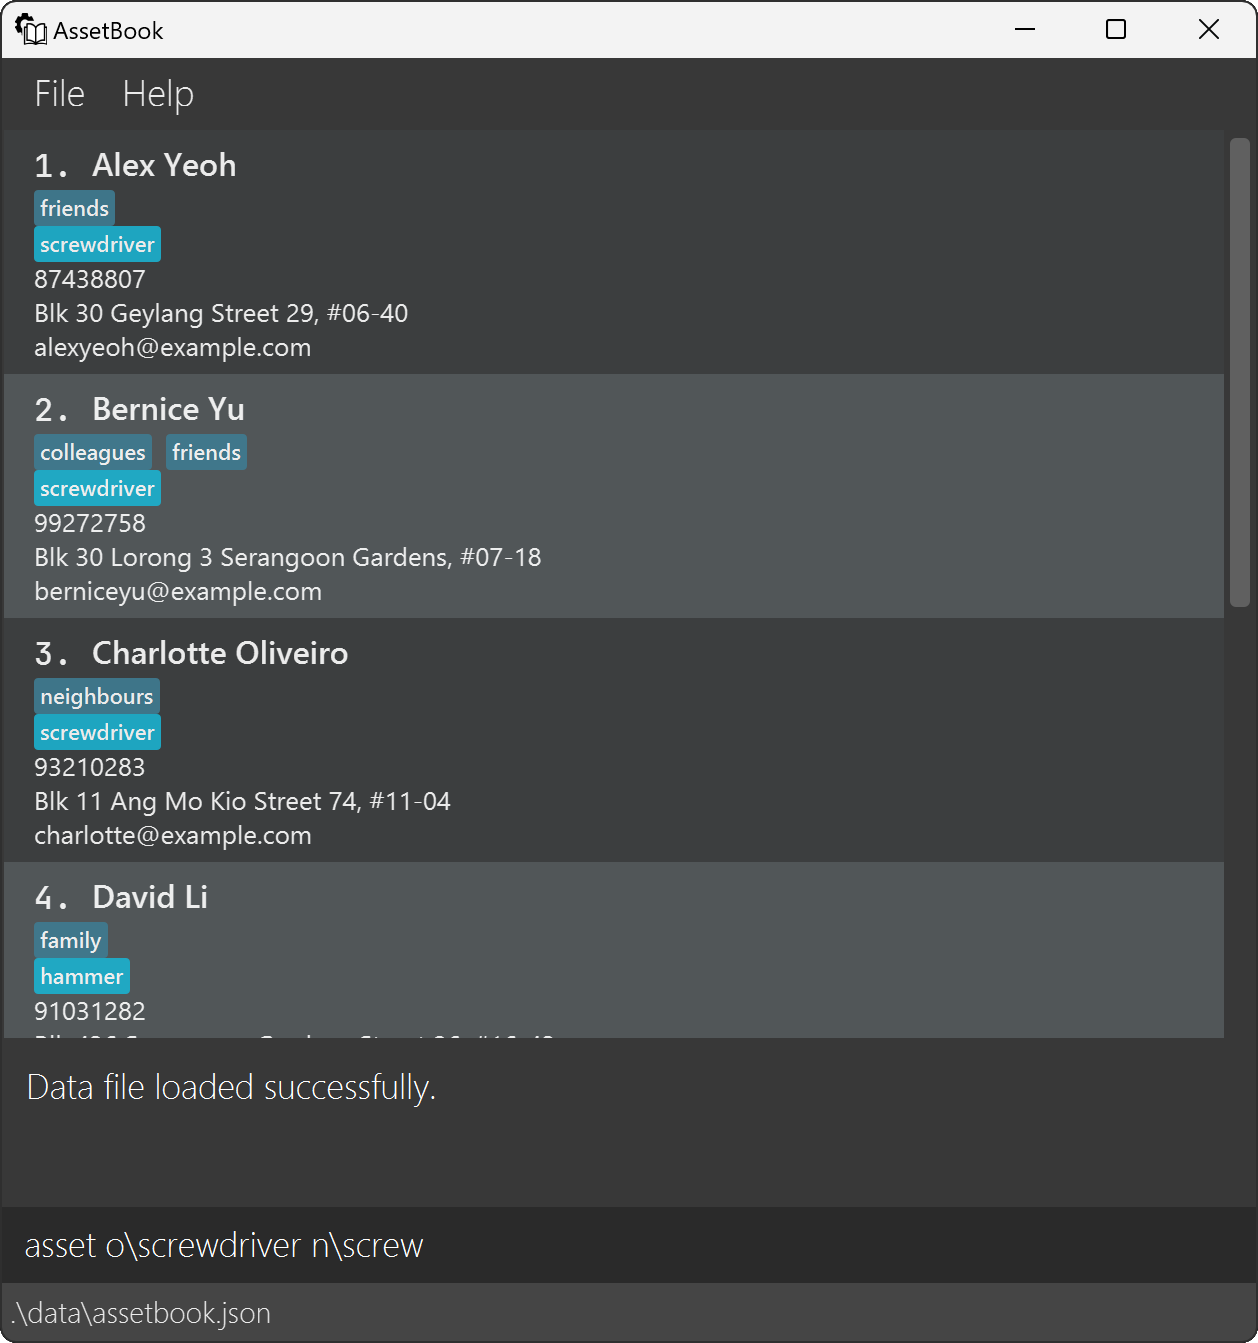 AssetBook
File Help
1. Alex Yeoh
friends
screwdriver
87438807
Blk 30 Geylang Street 29, #06-40
alexyeoh@example.com
2. Bernice Yu
colleagues friends
screwdriver
99272758
Blk 30 Lorong 3 Serangoon Gardens, #07-18
berniceyu@example.com
3. Charlotte Oliveiro
neighbours
screwdriver
93210283
Blk 11 Ang Mo Kio Street 74, #11-04
charlotte@example.com
4. David Li
family
hammer
91031282
Data file loaded successfully.
asset o\screwdriver n\screw
.\data\assetbook.json